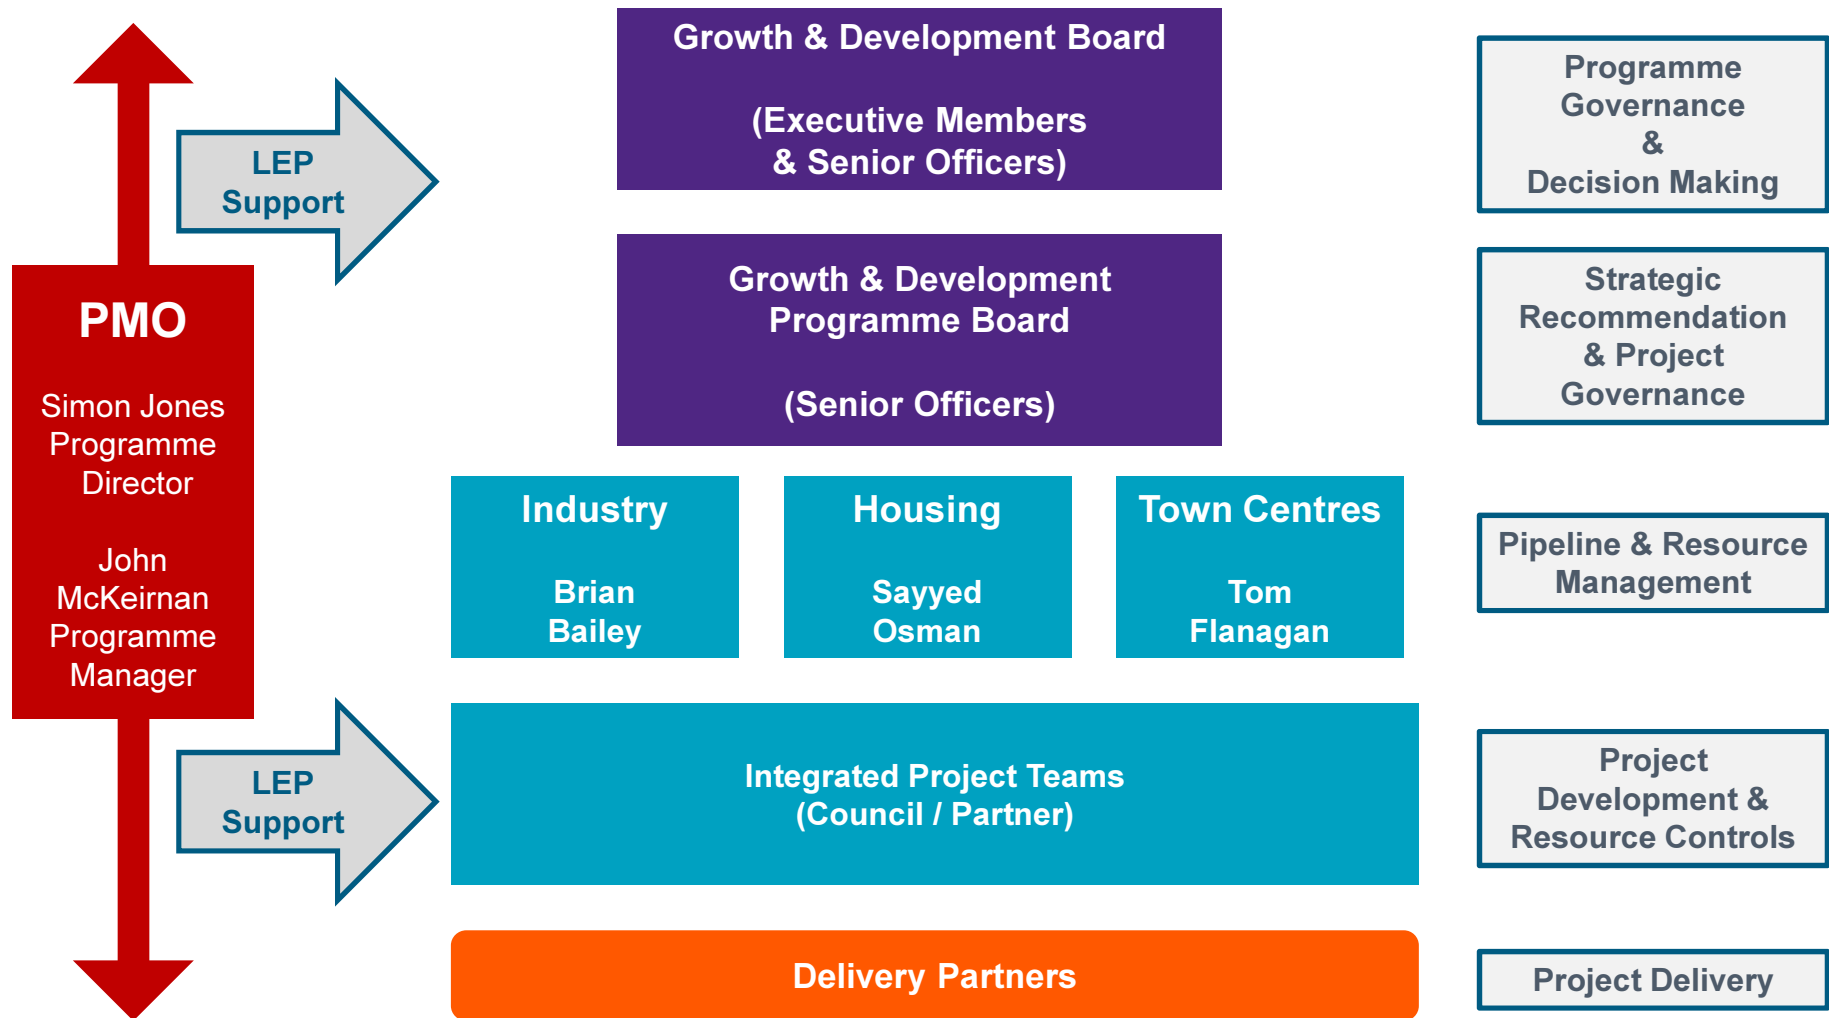 Growth & Development Board
(Executive Members
& Senior Officers)
Programme
Governance
&
Decision Making
LEP
Support
Growth & Development
Programme Board
(Senior Officers)
Strategic
Recommendation
& Project
Governance
PMO
Simon Jones
Programme
Director
John
McKeirnan
Programme
Manager
Industry
Brian
Bailey
Housing
Sayyed
Osman
Town Centres
Tom
Flanagan
Pipeline & Resource
Management
LEP
Support
Integrated Project Teams
(Council / Partner)
Project
Development &
Resource Controls
Delivery Partners
Project Delivery